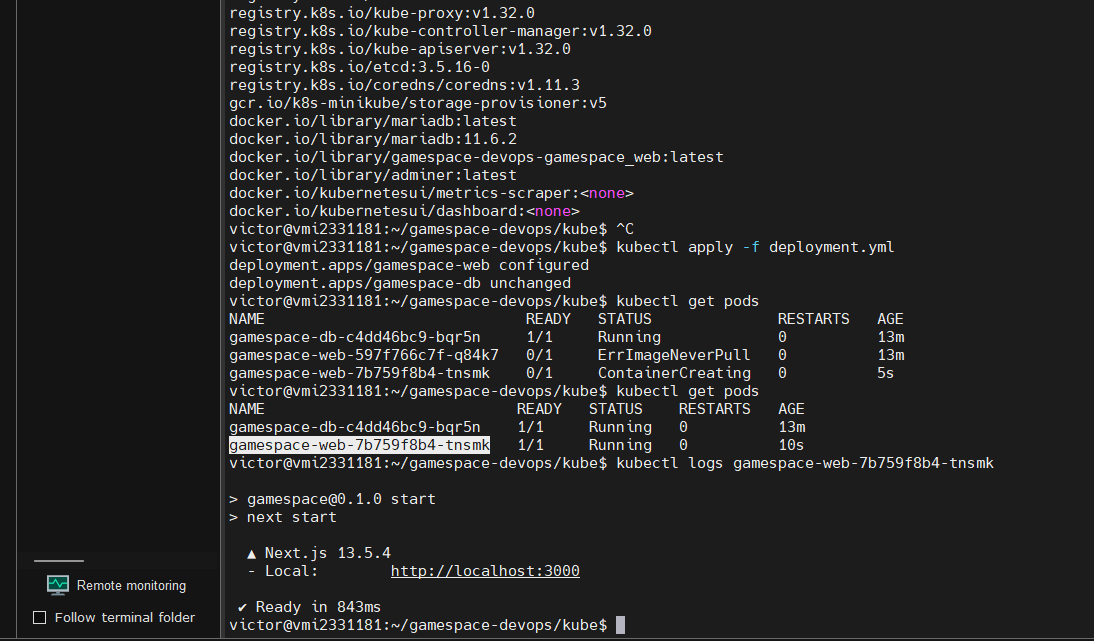 registry.k8s.io/kube-proxy:v1.32.0
registry.k8s.io/kube-controller-manager:v1.32.0
registry.k8s.io/kube-apiserver:v1.32.0
registry.k8s.io/etcd:3.5.16-0
registry.k8s.io/coredns/coredns:v1.11.3
gcr.io/k8s-minikube/storage-provisioner:v5
docker.io/library/mariadb:latest
docker.io/library/mariadb:11.6.2
docker.io/library/gamespace-devops-gamespace_web:latest
docker.io/library/adminer:latest
docker.io/kubernetesui/metrics-scraper:<none>
docker.io/kubernetesui/dashboard:<none>
victor@vmi2331181:~/gamespace-devops/kube$ ^C
victor@vmi2331181:~/gamespace-devops/kube$ kubectl apply -f deployment.yml
deployment.apps/gamespace-web configured
deployment.apps/gamespace-db unchanged
victor@vmi2331181:~/gamespace-devops/kube$ kubectl get pods
NAME                             READY   STATUS              RESTARTS   AGE
gamespace-db-c4dd46bc9-bqr5n     1/1     Running             0          13m
gamespace-web-597f766c7f-q84k7   0/1     ErrImageNeverPull   0          13m
gamespace-web-7b759f8b4-tnsmk    0/1     ContainerCreating   0          5s
victor@vmi2331181:~/gamespace-devops/kube$ kubectl get pods
NAME                            READY   STATUS    RESTARTS   AGE
gamespace-db-c4dd46bc9-bqr5n    1/1     Running   0          13m
gamespace-web-7b759f8b4-tnsmk   1/1     Running   0          10s
victor@vmi2331181:~/gamespace-devops/kube$ kubectl logs gamespace-web-7b759f8b4-tnsmk
> gamespace@0.1.0 start
> next start
▲ Next.js 13.5.4
- Local:        http://localhost:3000
✔ Ready in 843ms
victor@vmi2331181:~/gamespace-devops/kube$
Remote monitoring
Follow terminal folder